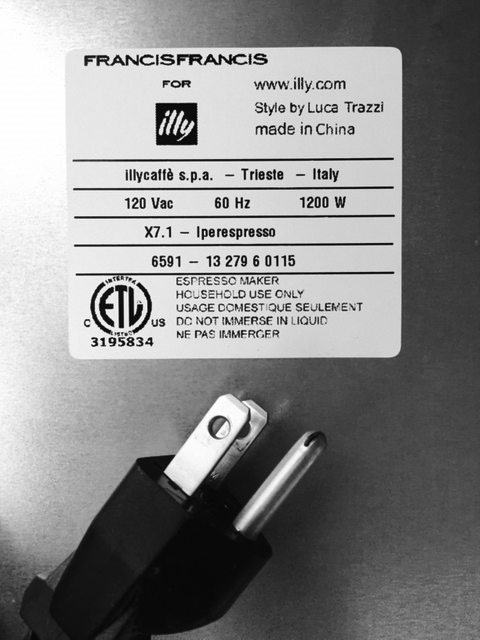 FRANCISFRANCIS
FOR
illy
www.illy.com
Style by Luca Trazzi
made in China
illycaffè s.p.a. – Trieste – Italy
120 Vac 60 Hz 1200 W
X7.1 – Iperespresso
6591 – 13 279 6 0115
INTERTEK
ETL
LISTED
C US
3195834
ESPRESSO MAKER
HOUSEHOLD USE ONLY
USAGE DOMESTIQUE SEULEMENT
DO NOT IMMERSE IN LIQUID
NE PAS IMMERGER